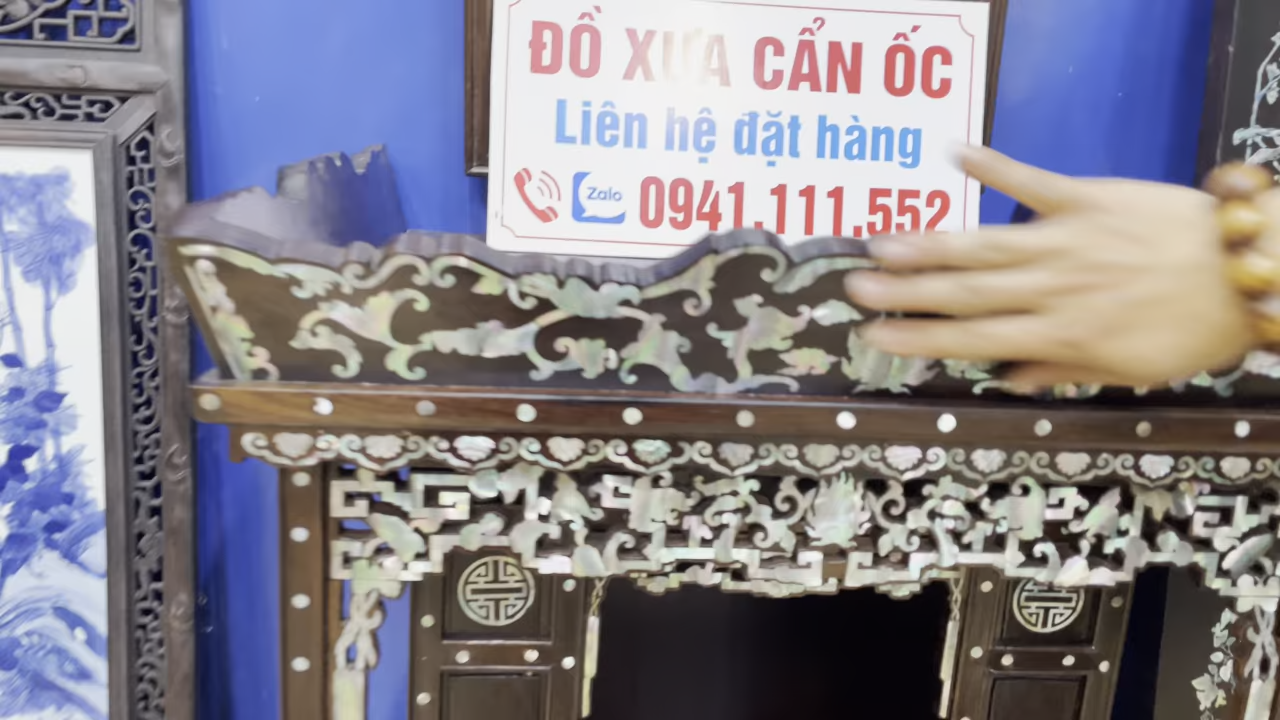 ĐỒ XƯA CẨN ỐC
Liên hệ đặt hàng
Zalo 0941.111.552